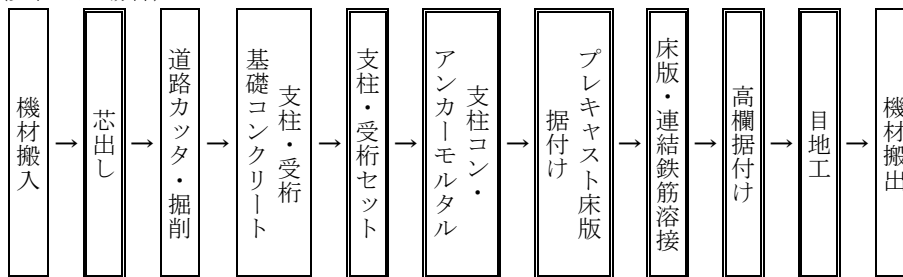 機材搬入
→
芯出し
→
道路カッタ・掘削
→
支柱・受桁
基礎コンクリート
→
支柱・受桁セット
→
支柱コン・
アンカーモルタル
→
プレキャスト床版
据付け
→
床版・連結鉄筋溶接
→
高欄据付け
→
目地工
→
機材搬出